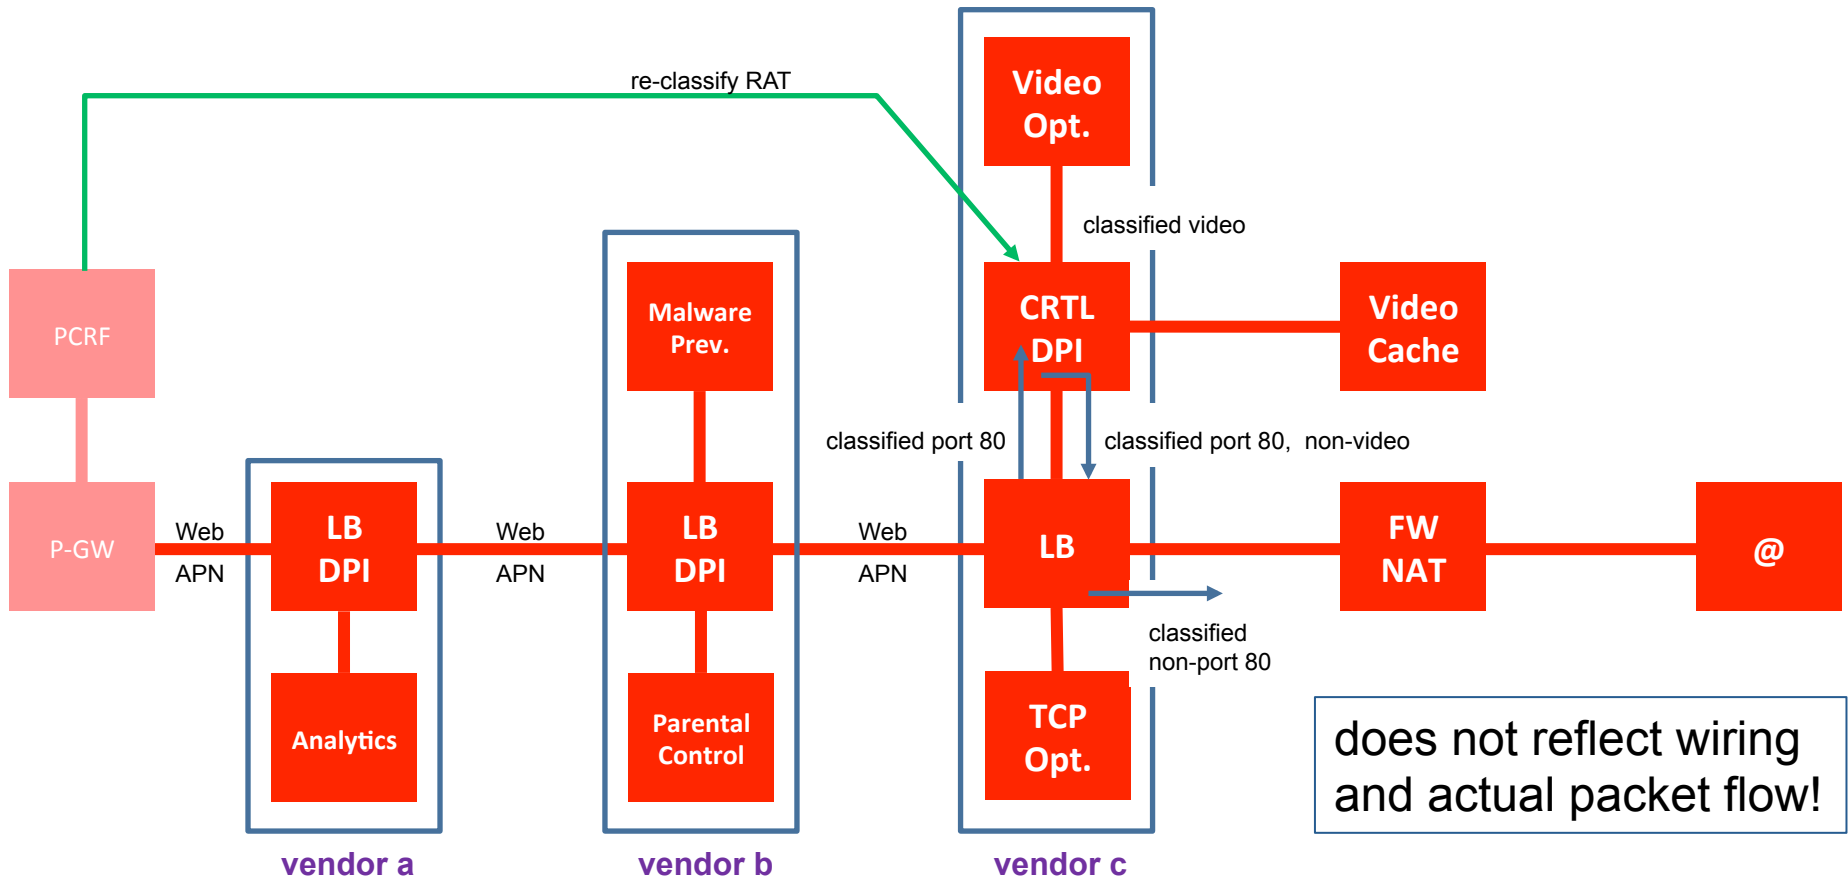 re-classify RAT
Video
Opt.
classified video
PCRF
Malware
Prev.
CRTL
DPI
Video
Cache
classified port 80
classified port 80,  non-video
P-GW
Web
APN
LB
DPI
Web
APN
LB
DPI
Web
APN
LB
FW
NAT
@
classified
non-port 80
Analytics
Parental
Control
TCP
Opt.
does not reflect wiring
and actual packet flow!
vendor a
vendor b
vendor c